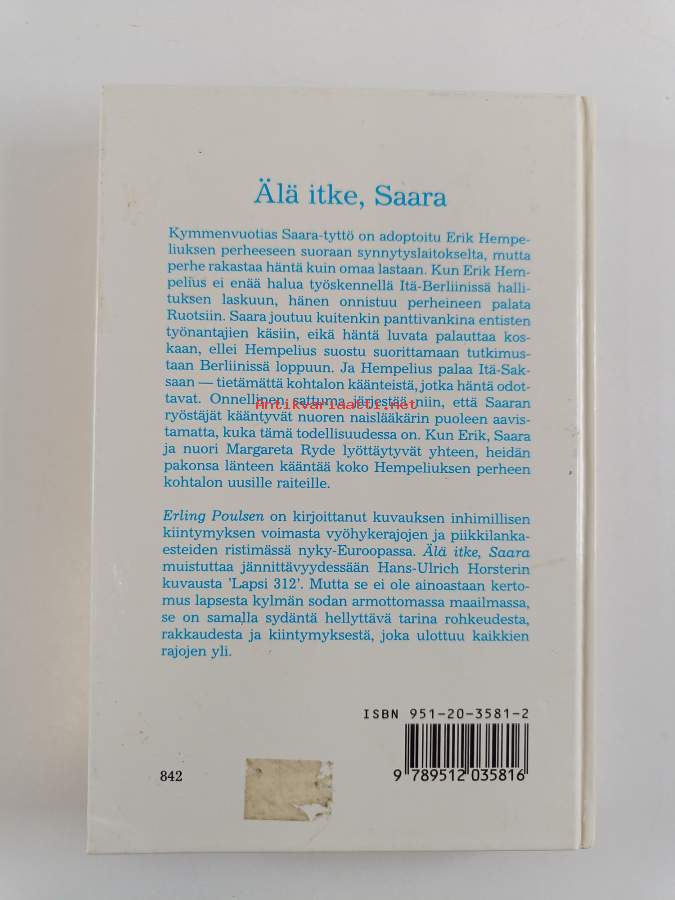 Älä itke, Saara
Kymmenvuotias Saara-tyttö on adoptoitu Erik Hempe-
liuksen perheeseen suoraan synnytyslaitokselta, mutta
perhe rakastaa häntä kuin omaa lastaan. Kun Erik Hem-
pelius ei enää halua työskennellä Itä-Berliinissä halli-
tuksen laskuun, hänen onnistuu perheineen palata
Ruotsiin. Saara joutuu kuitenkin panttivankina entisten
työnantajien käsiin, eikä häntä luvata palauttaa kos-
kaan, ellei Hempelius suostu suorittamaan tutkimus-
taan Berliinissä loppuun. Ja Hempelius palaa Itä-Sak-
saan — tietämättä kohtalon käänteistä, jotka häntä odot-
tavat. Onnellinen sattuma järjestää niin, että Saaran
Antikvariaatti.net
ryöstäjät kääntyvät nuoren naislääkärin puoleen aavis-
tamatta, kuka tämä todellisuudessa on. Kun Erik, Saara
ja nuori Margareta Ryde lyöttäytyvät yhteen, heidän
pakonsa länteen kääntää koko Hempeliuksen perheen
kohtalon uusille raiteille.
Erling Poulsen on kirjoittanut kuvauksen inhimillisen
kiintymyksen voimasta vyöhykerajojen ja piikkilanka-
esteiden ristimässä nyky-Euroopassa. Älä itke, Saara
muistuttaa jännittävyydessään Hans-Ulrich Horsterin
kuvausta 'Lapsi 312'. Mutta se ei ole ainoastaan kerto-
mus lapsesta kylmän sodan armottomassa maailmassa,
se on samalla sydäntä hellyttävä tarina rohkeudesta,
rakkaudesta ja kiintymyksestä, joka ulottuu kaikkien
rajojen yli.
ISBN 951-20-3581-2
9 789512 035816
842